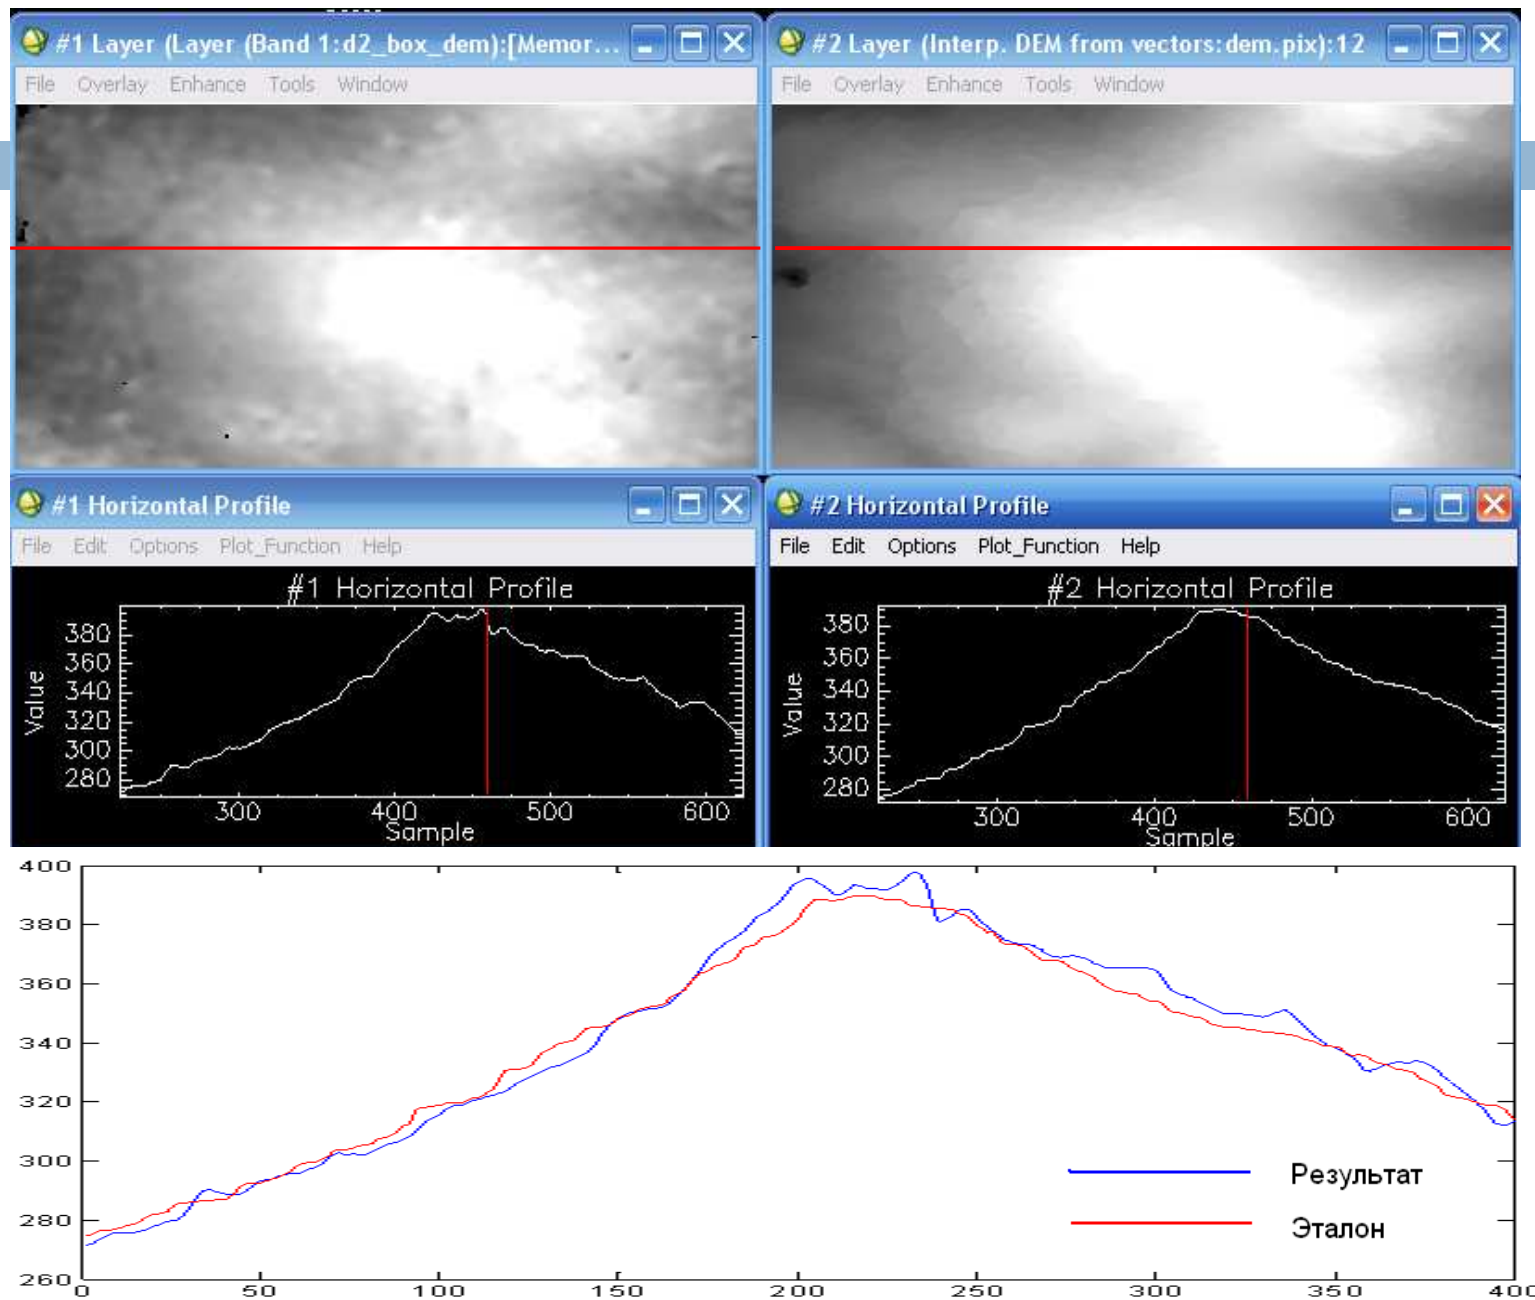 #1 Layer (Layer (Band 1:d2_box_dem):[Memor...
File Overlay Enhance Tools Window
#2 Layer (Interp. DEM from vectors:dem.pix):12
File Overlay Enhance Tools Window
#1 Horizontal Profile
File Edit Options Plot_Function Help
#1 Horizontal Profile
380
360
340
320
300
280
Value
300 400 500 600
Sample
#2 Horizontal Profile
File Edit Options Plot_Function Help
#2 Horizontal Profile
380
360
340
320
300
280
Value
300 400 500 600
Sample
400
380
360
340
320
300
280
260
0 50 100 150 200 250 300 350 400
Результат
Эталон